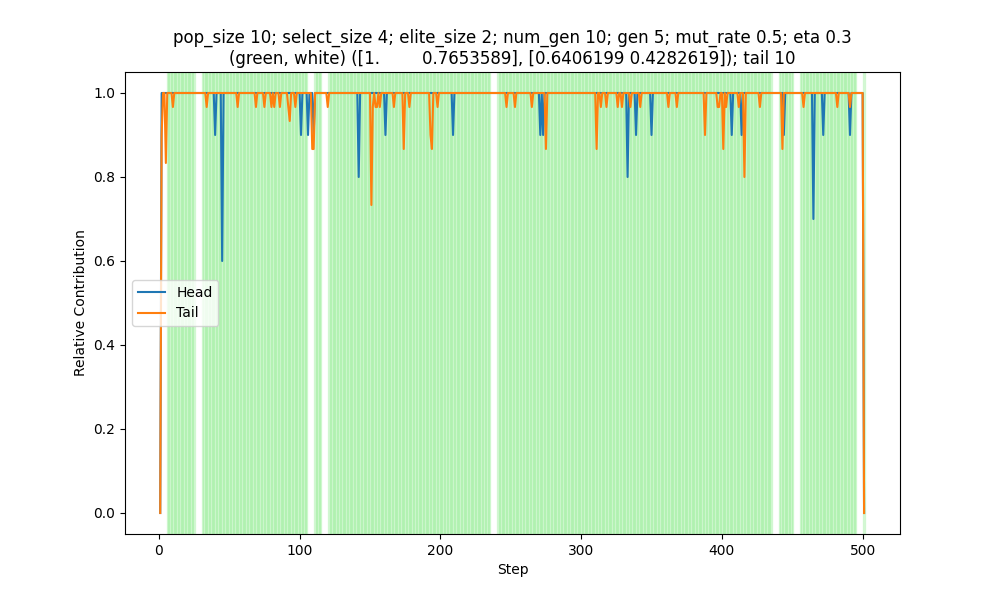 pop_size 10; select_size 4; elite_size 2; num_gen 10; gen 5; mut_rate 0.5; eta 0.3
(green, white) ([1. 0.7653589], [0.6406199 0.4282619]); tail 10
1.0
0.8
0.6
0.4
0.2
0.0
Relative Contribution
Head
Tail
0
100
200
300
400
500
Step